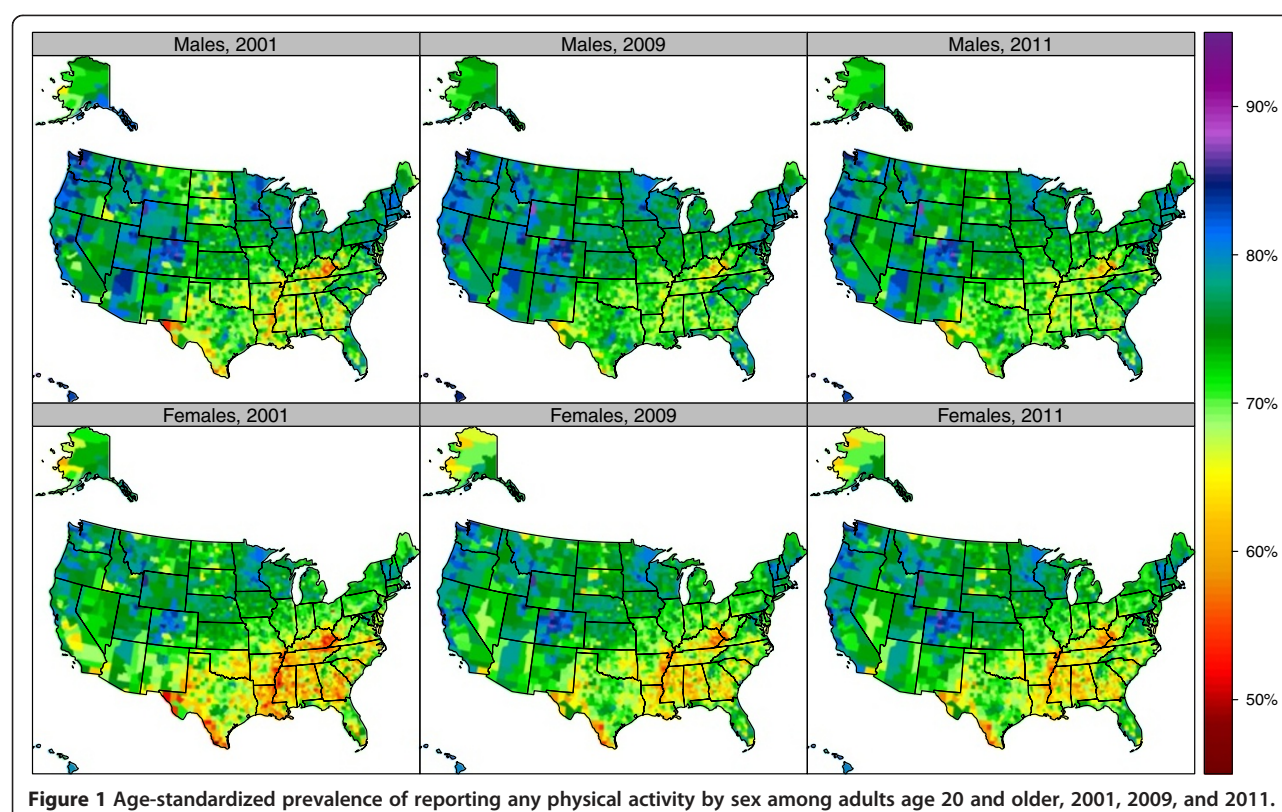 Males, 2001
Males, 2009
Males, 2011
90%
80%
70%
60%
50%
Females, 2001
Females, 2009
Females, 2011
Figure 1 Age-standardized prevalence of reporting any physical activity by sex among adults age 20 and older, 2001, 2009, and 2011.